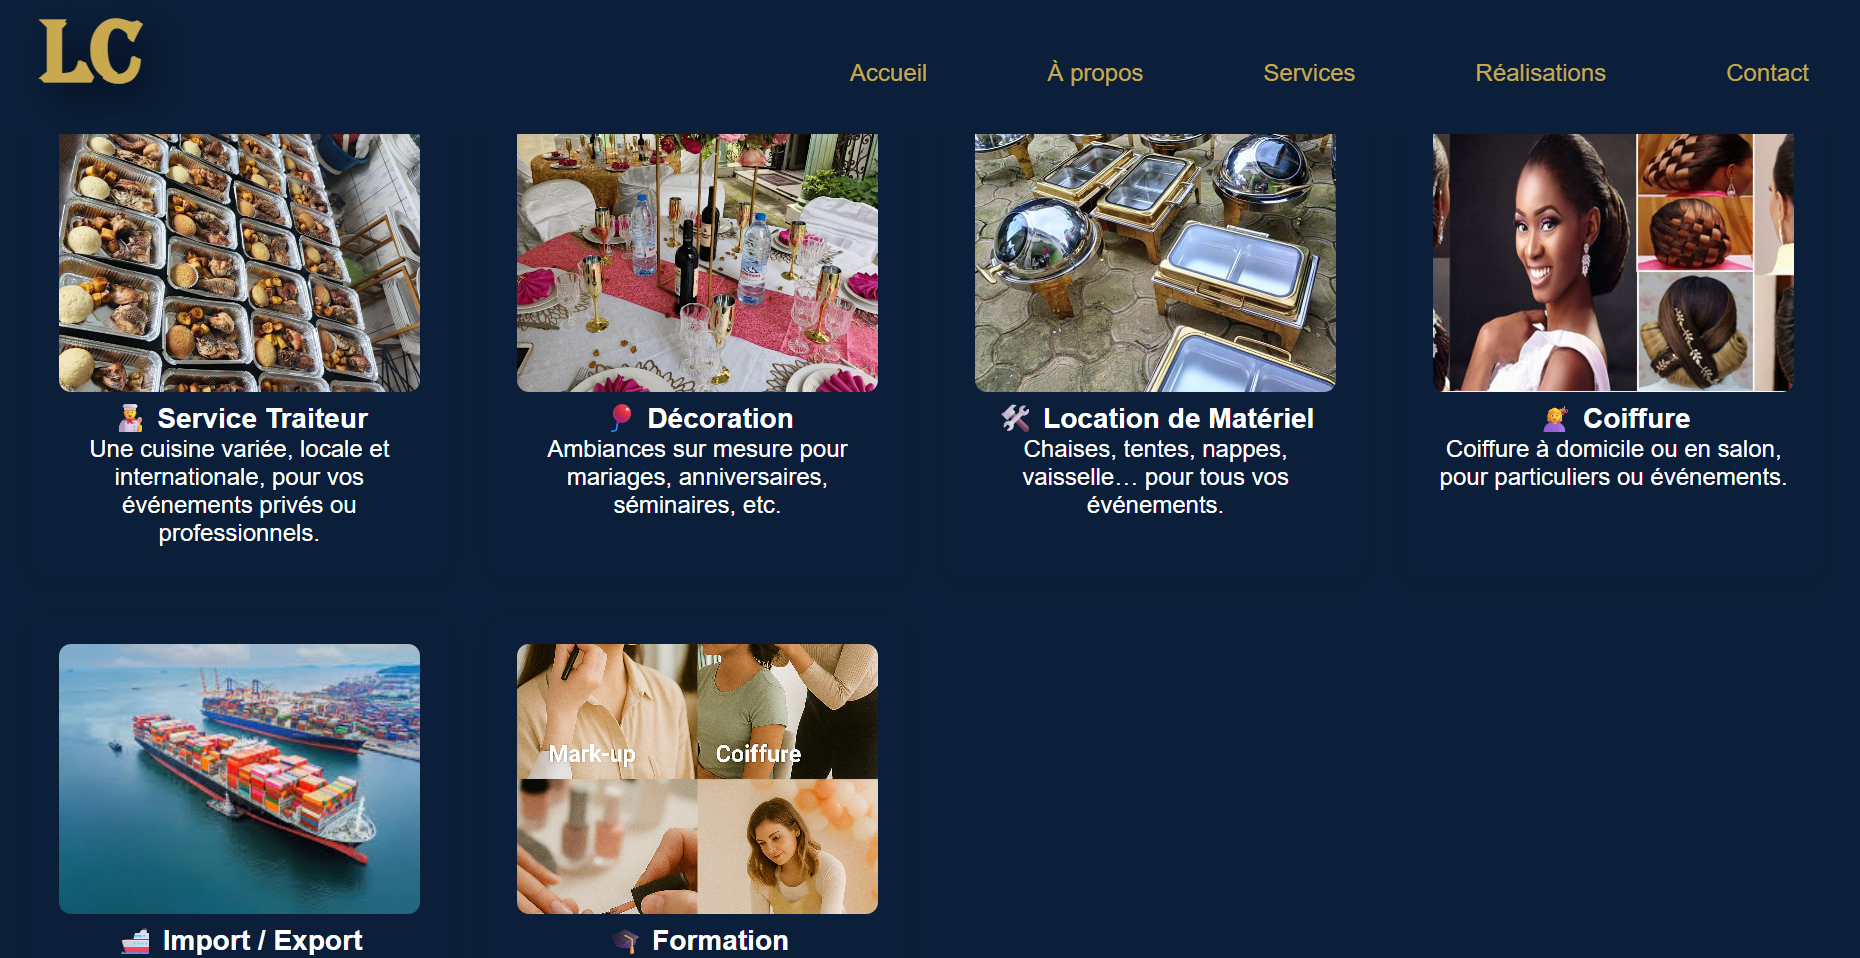 LC
Accueil
À propos
Services
Réalisations
Contact
Service Traiteur
Une cuisine variée, locale et
internationale, pour vos
événements privés ou
professionnels.
Décoration
Ambiances sur mesure pour
mariages, anniversaires,
séminaires, etc.
Location de Matériel
Chaises, tentes, nappes,
vaisselle… pour tous vos
événements.
Coiffure
Coiffure à domicile ou en salon,
pour particuliers ou événements.
Mark-up
Coiffure
Import / Export
Formation